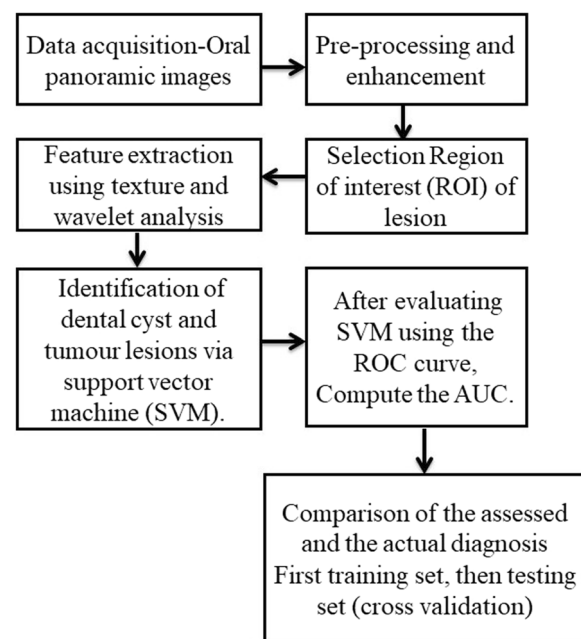 Data acquisition-Oral
panoramic images
Pre-processing and
enhancement
Selection Region
of interest (ROI) of
lesion
Feature extraction
using texture and
wavelet analysis
Identification of
dental cyst and
tumour lesions via
support vector
machine (SVM).
After evaluating
SVM using the
ROC curve,
Compute the AUC.
Comparison of the assessed
and the actual diagnosis
First training set, then testing
set (cross validation)